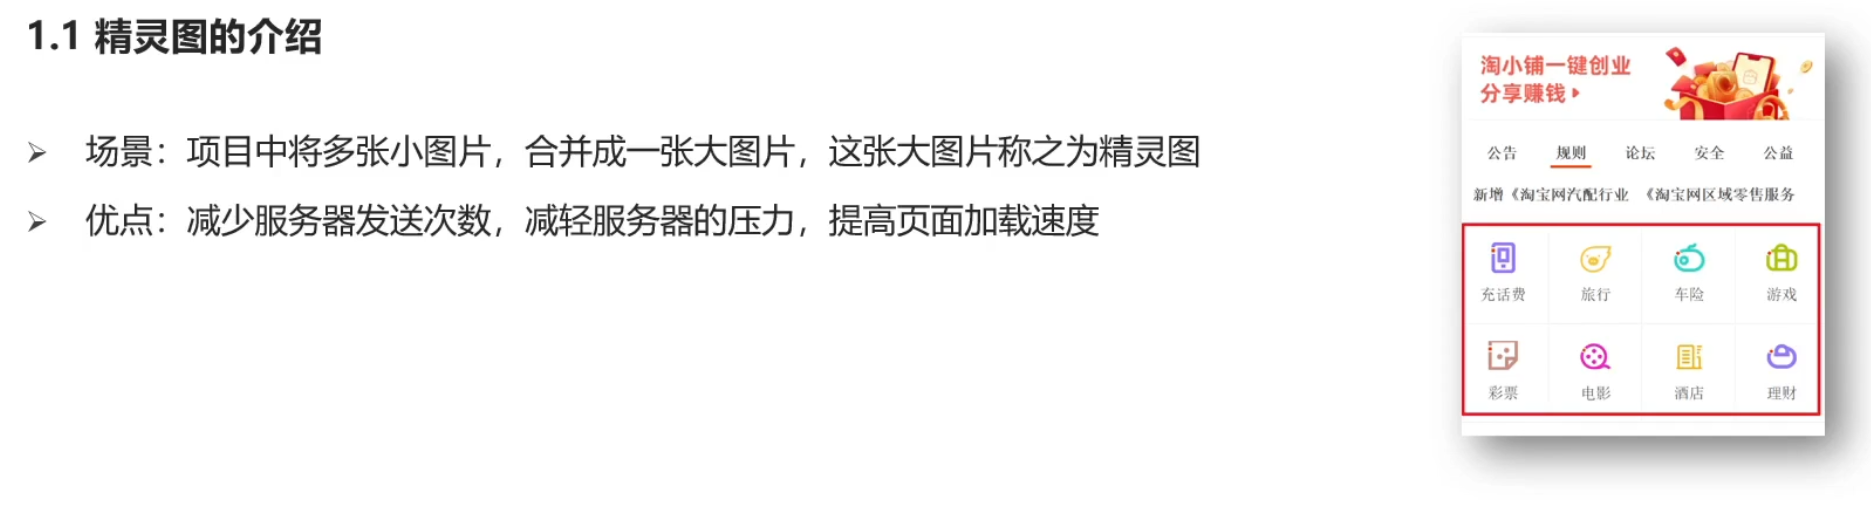 1.1 精灵图的介绍
场景：项目中将多张小图片，合并成一张大图片，这张大图片称之为精灵图
优点：减少服务器发送次数，减轻服务器的压力，提高页面加载速度
淘小铺一键创业
分享赚钱
公告 规则 论坛 安全 公益
新增《淘宝网汽配行业 《淘宝网区域零售服务
充话费 旅行 车险 游戏
彩票 电影 酒店 理财